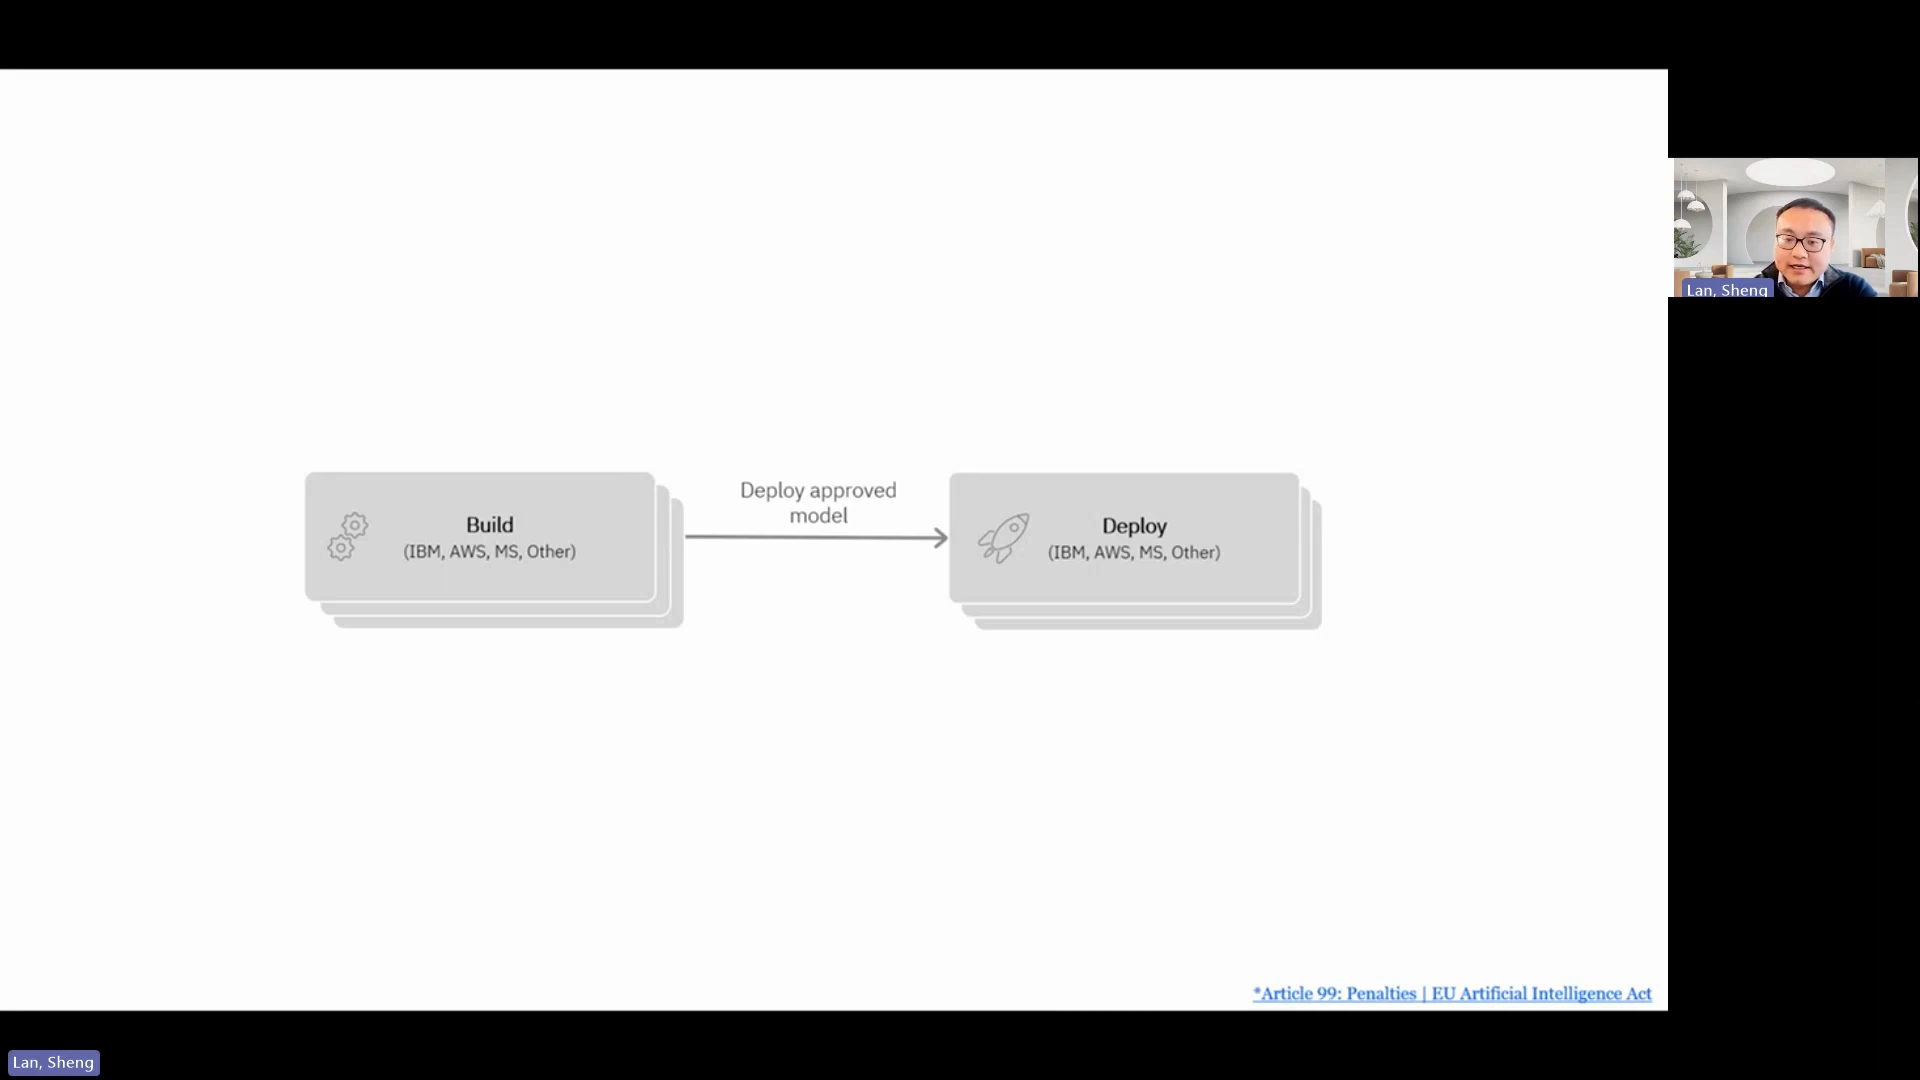 Build
(IBM, AWS, MS, Other)
Deploy approved
model
Deploy
(IBM, AWS, MS, Other)
*Article 99: Penalties | EU Artificial Intelligence Act
Lan, Sheng
Lan, Sheng